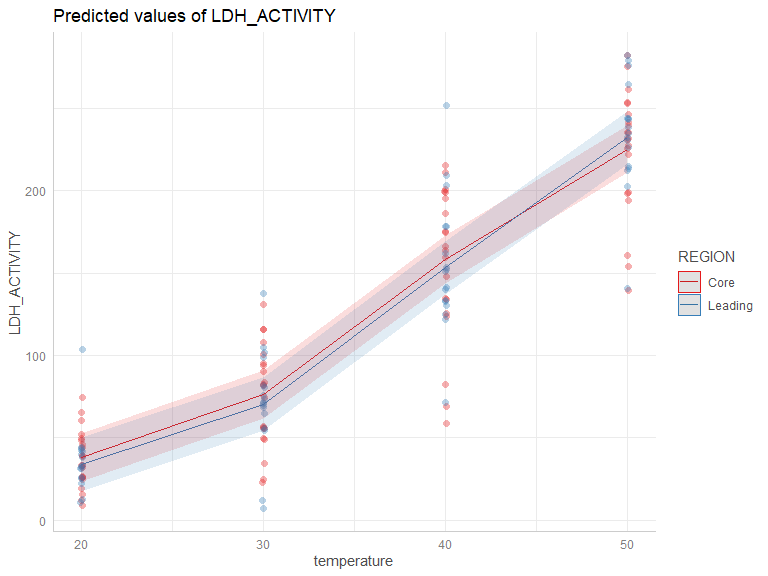 Predicted values of LDH_ACTIVITY
LDH_ACTIVITY
200
100
0
20
30
40
50
temperature
REGION
Core
Leading